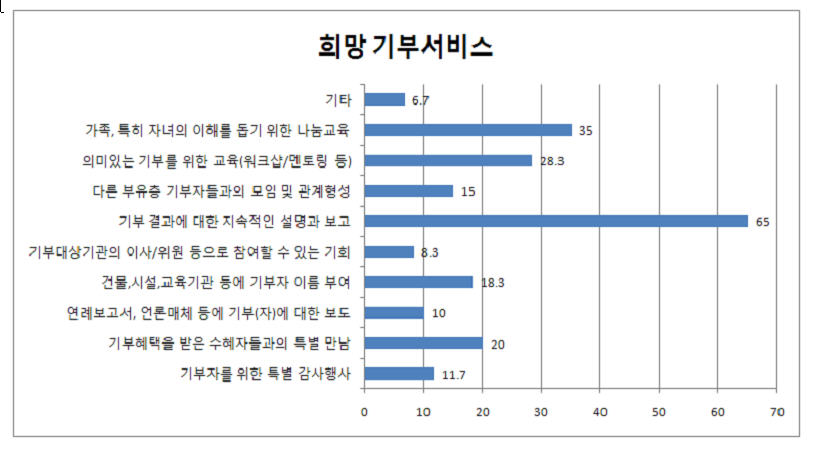 희망 기부서비스
기타 6.7
가족, 특히 자녀의 이해를 돕기 위한 나눔교육 35
의미있는 기부를 위한 교육(워크샵/멘토링 등) 28.3
다른 부유층 기부자들과의 모임 및 관계형성 15
기부 결과에 대한 지속적인 설명과 보고 65
기부대상기관의 이사/위원 등으로 참여할 수 있는 기회 8.3
건물,시설,교육기관 등에 기부자 이름 부여 18.3
연례보고서, 언론매체 등에 기부(자)에 대한 보도 10
기부혜택을 받은 수혜자들과의 특별 만남 20
기부자를 위한 특별 감사행사 11.7
0 10 20 30 40 50 60 70